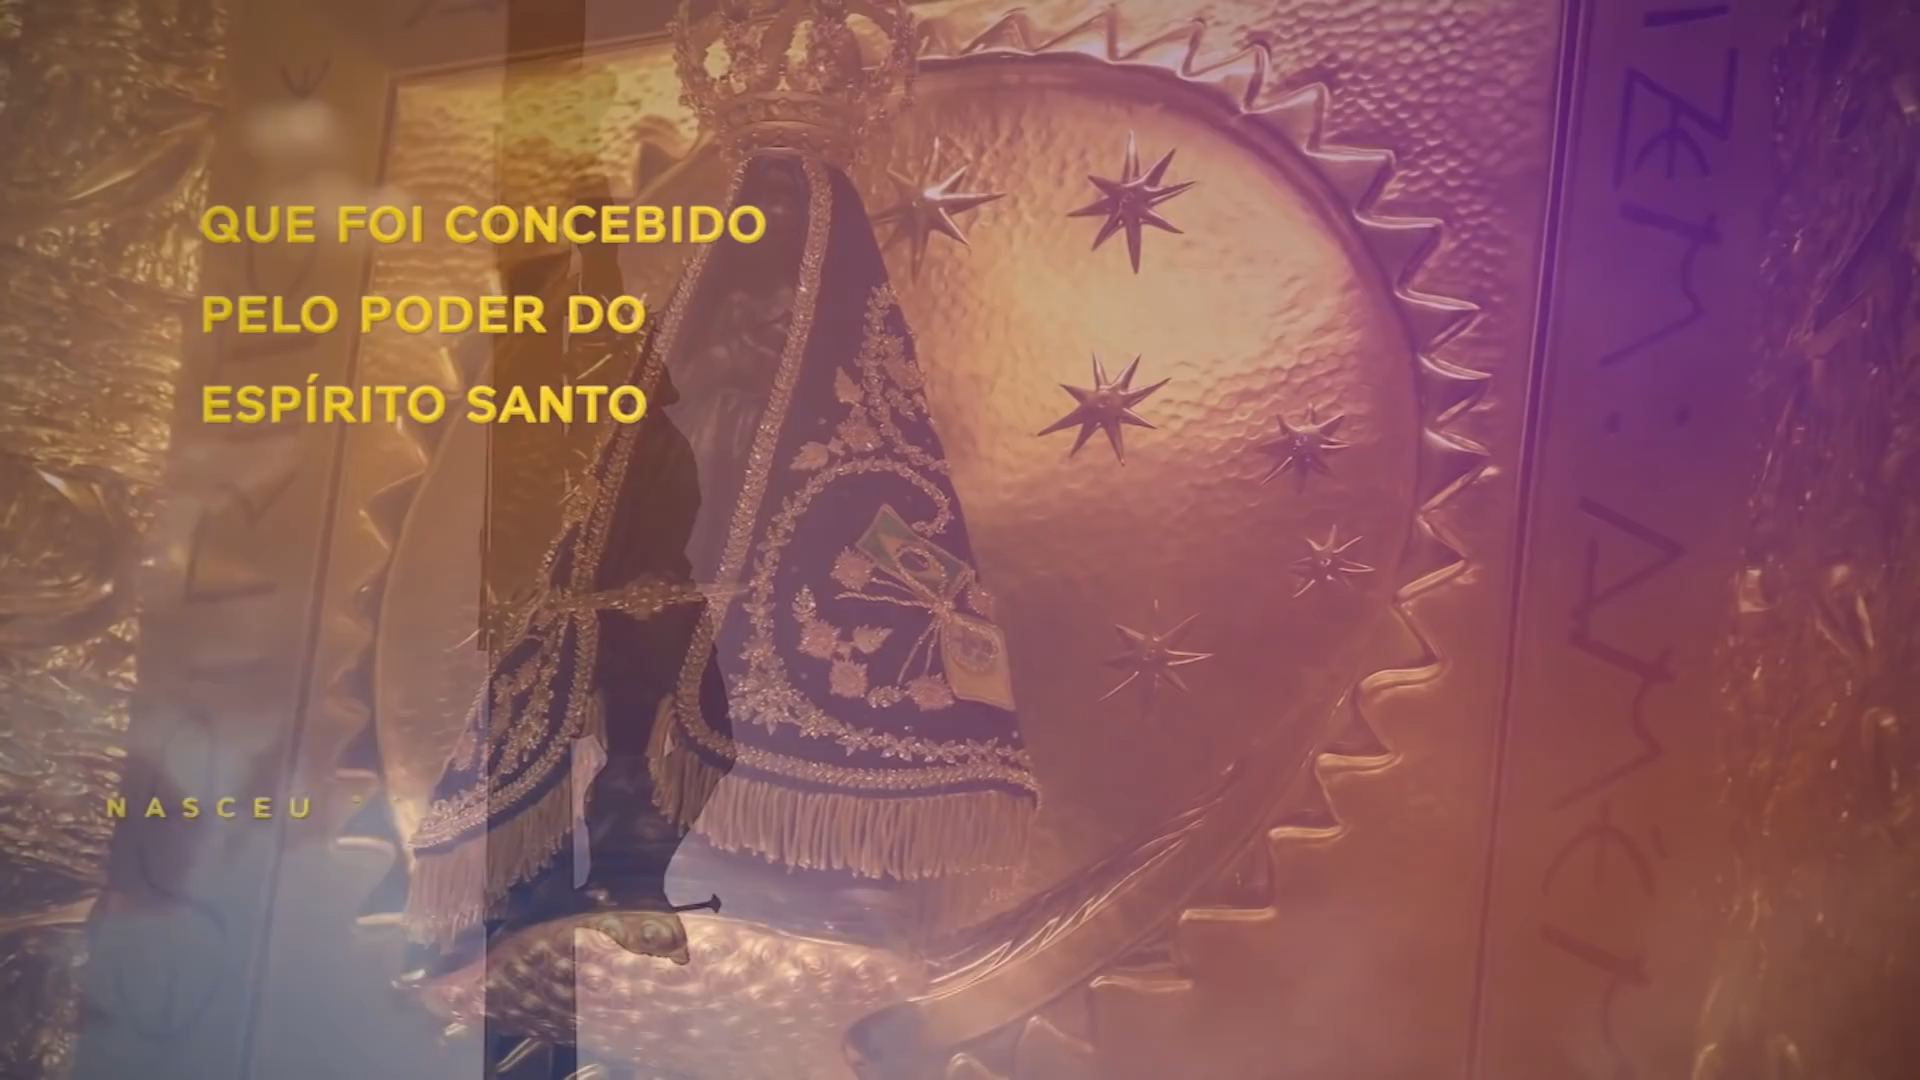 QUE FOI CONCEBIDO
PELO PODER DO
ESPÍRITO SANTO
NASCEU